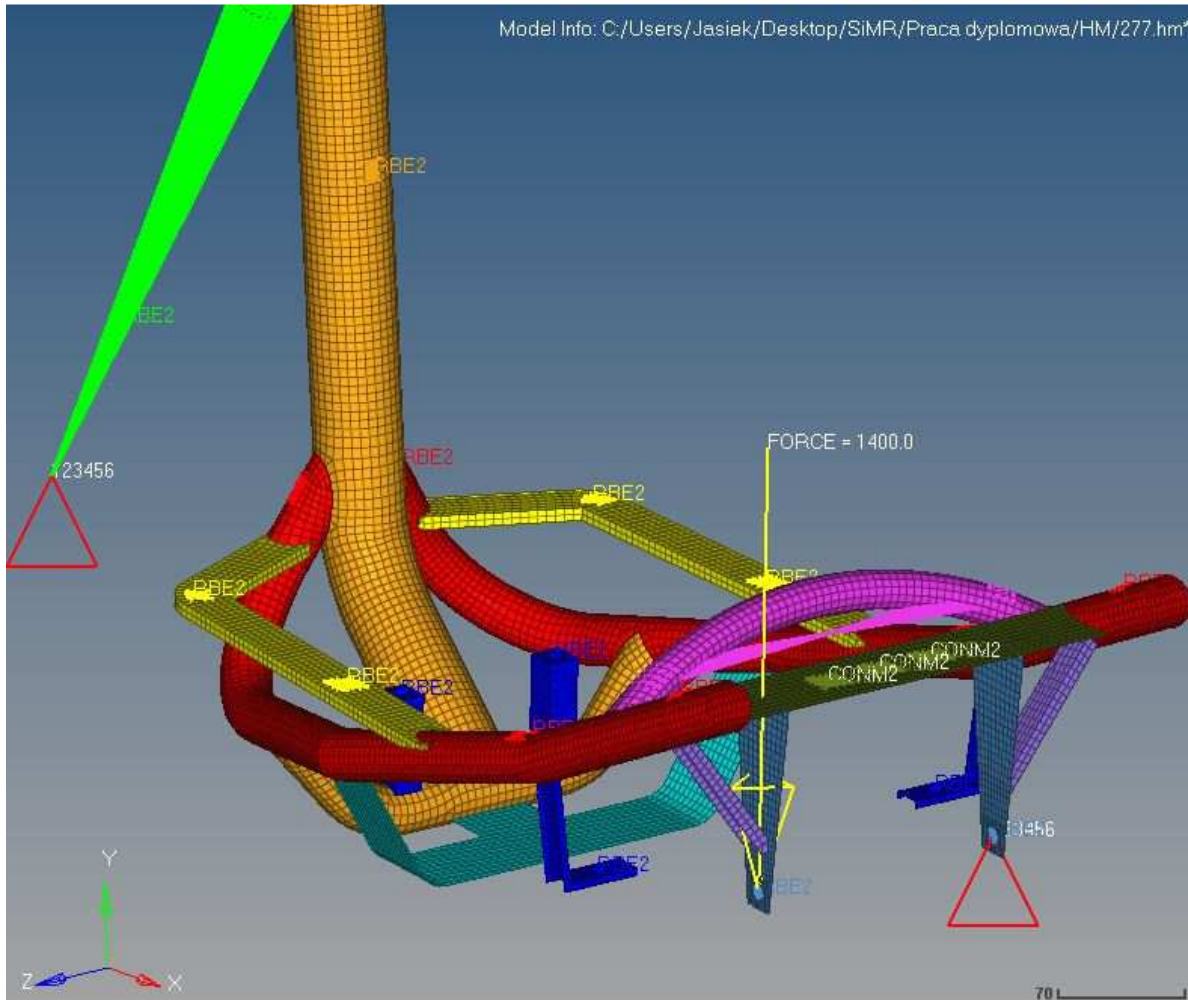 Model Info: C:/Users/Jasiek/Desktop/SiMR/Praca dyplomowa/HM/277.hm*
RBE2
BE2
123456
RBE2
FORCE = 1400.0
RBE2
RBE2
RBE2
RBE2
RBE2
RBE2
CONM2
CONM2
CONM2
RBE2
RBE2
Y
Z
X
70